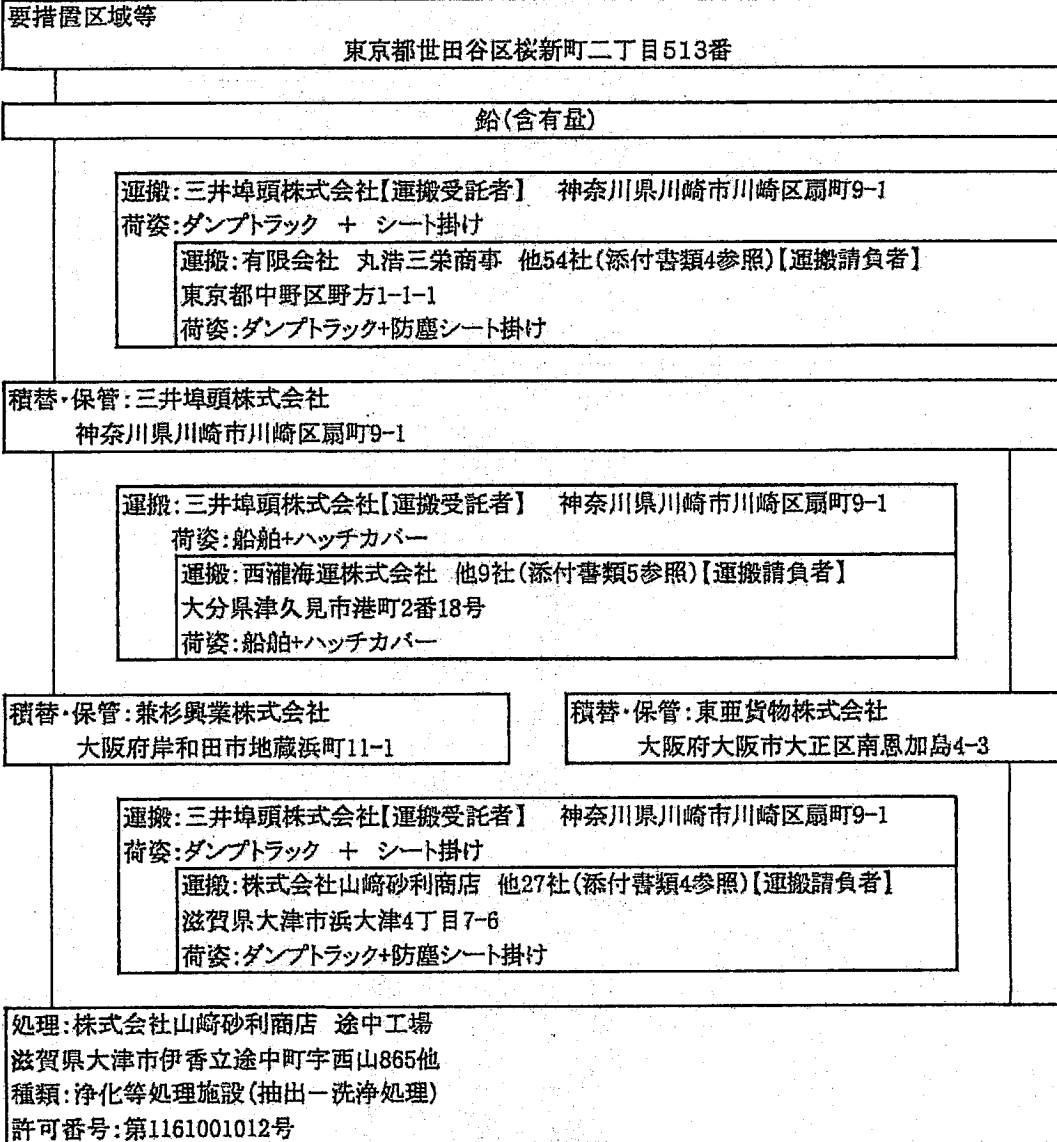 要措置区域等
東京都世田谷区桜新町二丁目513番
鉛(含有量)
運搬:三井埠頭株式会社【運搬受託者】　神奈川県川崎市川崎区扇町9-1
荷姿:ダンプトラック　＋　シート掛け
運搬:有限会社　丸浩三栄商事　他54社(添付書類4参照)【運搬請負者】
東京都中野区野方1-1-1
荷姿:ダンプトラック+防塵シート掛け
積替・保管:三井埠頭株式会社
神奈川県川崎市川崎区扇町9-1
運搬:三井埠頭株式会社【運搬受託者】　神奈川県川崎市川崎区扇町9-1
荷姿:船舶+ハッチカバー
運搬:西瀧海運株式会社　他9社(添付書類5参照)【運搬請負者】
大分県津久見市港町2番18号
荷姿:船舶+ハッチカバー
積替・保管:兼杉興業株式会社
大阪府岸和田市地蔵浜町11-1
積替・保管:東亜貨物株式会社
大阪府大阪市大正区南恩加島4-3
運搬:三井埠頭株式会社【運搬受託者】　神奈川県川崎市川崎区扇町9-1
荷姿:ダンプトラック　＋　シート掛け
運搬:株式会社山﨑砂利商店　他27社(添付書類4参照)【運搬請負者】
滋賀県大津市浜大津4丁目7-6
荷姿:ダンプトラック+防塵シート掛け
処理:株式会社山﨑砂利商店　途中工場
滋賀県大津市伊香立途中町字西山865他
種類:浄化等処理施設(抽出－洗浄処理)
許可番号:第1161001012号